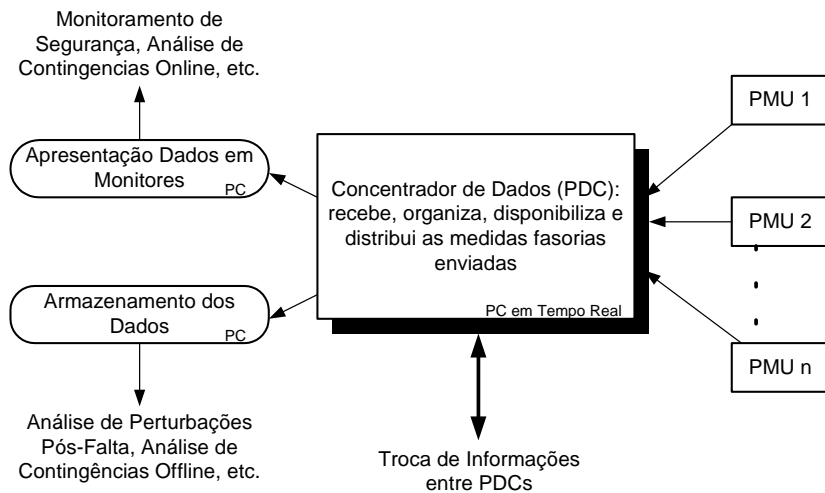 Monitoramento de
Segurança, Análise de
Contingencias Online, etc.
Apresentação Dados em
Monitores
PC
Armazenamento dos
Dados
PC
Análise de Perturbações
Pós-Falta, Análise de
Contingências Offline, etc.
Concentrador de Dados (PDC):
recebe, organiza, disponibiliza e
distribui as medidas fasorias
enviadas
PC em Tempo Real
Troca de Informações
entre PDCs
PMU 1
PMU 2
PMU n